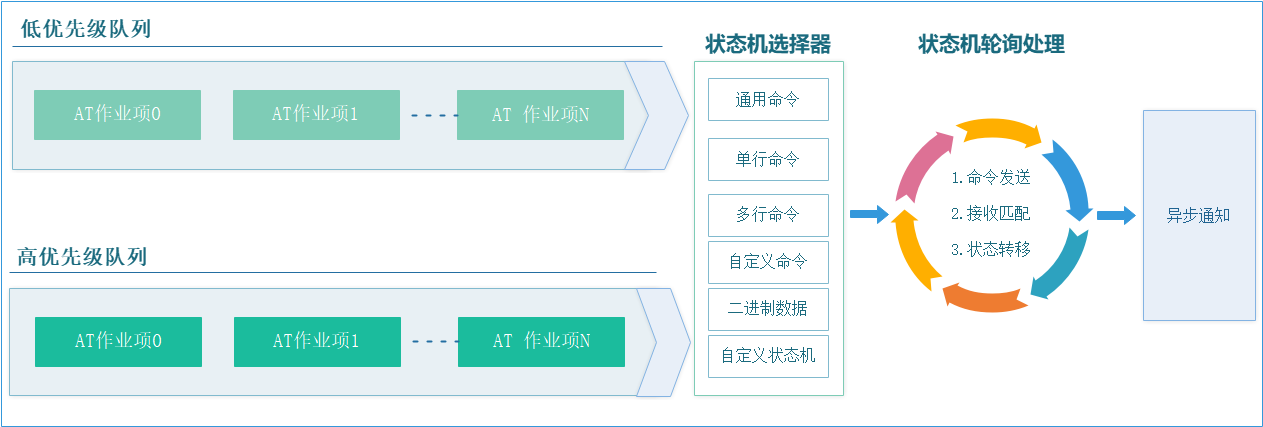 低优先级队列
AT作业项0
AT作业项1
AT 作业项N
高优先级队列
AT作业项0
AT作业项1
AT 作业项N
状态机选择器
通用命令
单行命令
多行命令
自定义命令
二进制数据
自定义状态机
状态机轮询处理
1.命令发送
2.接收匹配
3.状态转移
异步通知